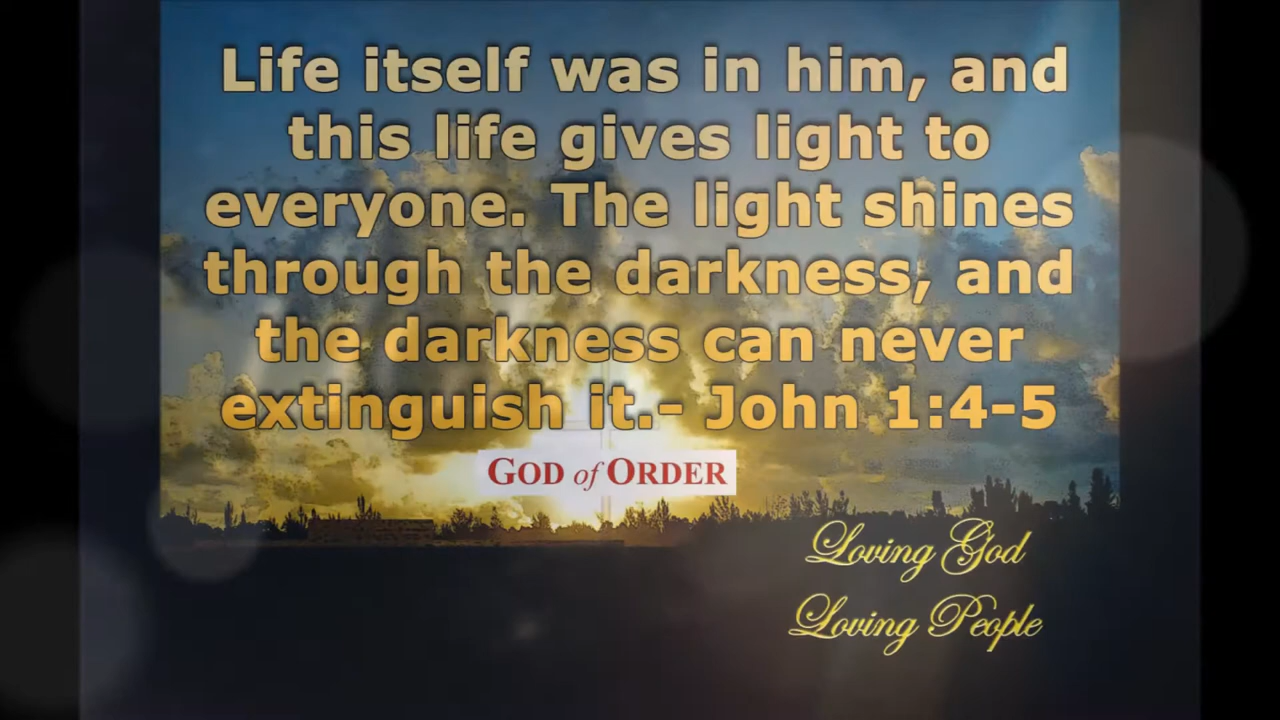 Life itself was in him, and
this life gives light to
everyone. The light shines
through the darkness, and
the darkness can never
extinguish it.- John 1:4-5
GOD of ORDER
Loving God
Loving People